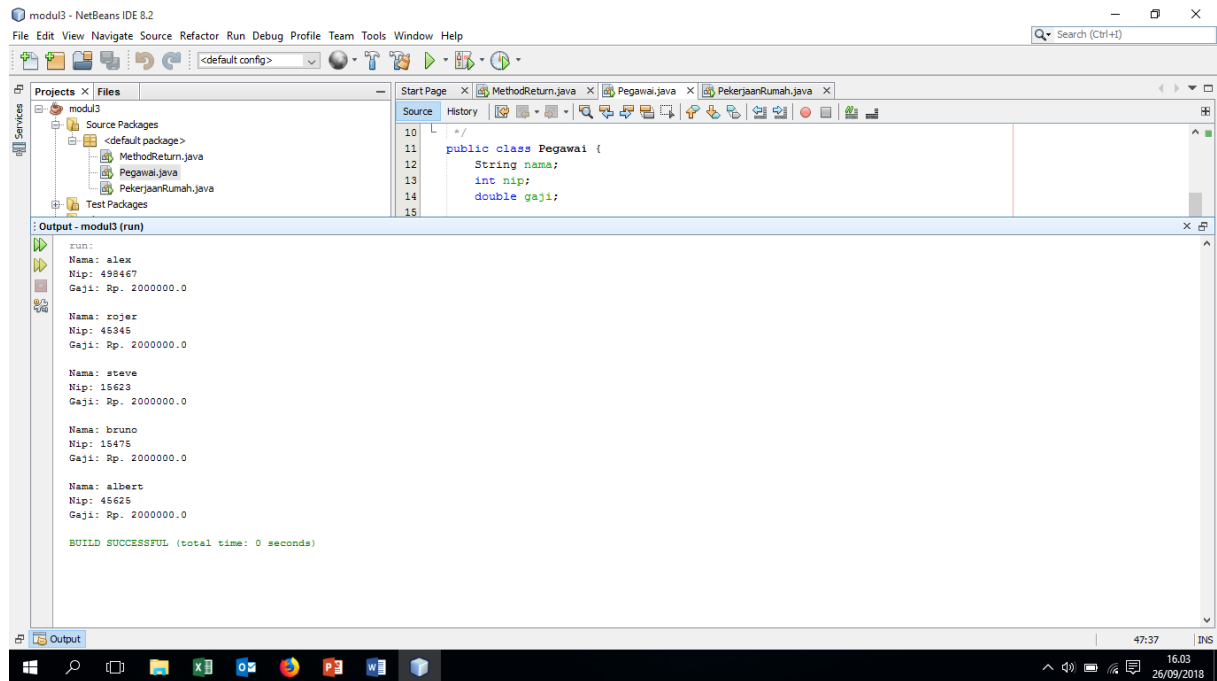 modul3 - NetBeans IDE 8.2
File Edit View Navigate Source Refactor Run Debug Profile Team Tools Window Help
Search (Ctrl+I)
<default config>
Projects Files
Start Page MethodReturn.java Pegawai.java PekerjaanRumah.java
Services
modul3
Source Packages
<default package>
MethodReturn.java
Pegawai.java
PekerjaanRumah.java
Test Packages
Source History
10 */
11 public class Pegawai {
12 String nama;
13 int nip;
14 double gaji;
15
Output - modul3 (run)
run:
Nama: alex
Nip: 498467
Gaji: Rp. 2000000.0
Nama: rojer
Nip: 45345
Gaji: Rp. 2000000.0
Nama: steve
Nip: 15623
Gaji: Rp. 2000000.0
Nama: bruno
Nip: 15475
Gaji: Rp. 2000000.0
Nama: albert
Nip: 45625
Gaji: Rp. 2000000.0
BUILD SUCCESSFUL (total time: 0 seconds)
Output
47:37 INS
16.03
26/09/2018